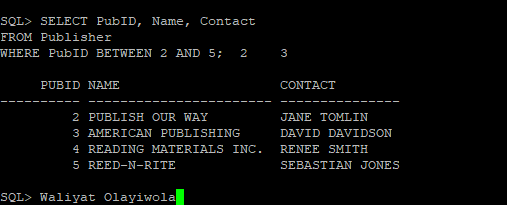 SQL> SELECT PubID, Name, Contact
FROM Publisher
WHERE PubID BETWEEN 2 AND 5;  2    3

     PUBID NAME                    CONTACT
---------- ----------------------- ---------------
         2 PUBLISH OUR WAY         JANE TOMLIN
         3 AMERICAN PUBLISHING     DAVID DAVIDSON
         4 READING MATERIALS INC.  RENEE SMITH
         5 REED-N-RITE             SEBASTIAN JONES

SQL> Waliyat Olayiwola